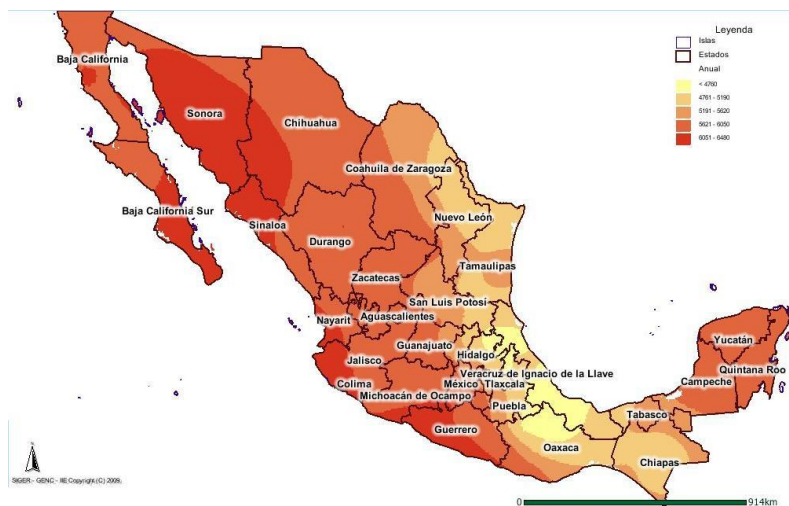 Leyenda
Islas
Estados
Anual
< 4760
4761 - 5190
5191 - 5620
5621 - 6050
6051 - 6480
Baja California
Sonora
Chihuahua
Coahuila de Zaragoza
Baja California Sur
Sinaloa
Nuevo León
Durango
Tamaulipas
Zacatecas
San Luis Potosí
Nayarit
Aguascalientes
Guanajuato
Hidalgo
Yucatán
Jalisco
Veracruz de Ignacio de la Llave
Quintana Roo
Colima
México
Tlaxcala
Campeche
Michoacán de Ocampo
Puebla
Tabasco
Guerrero
Oaxaca
Chiapas
N
SIGER - GENC - IIE Copyright (C) 2009,
0
914km